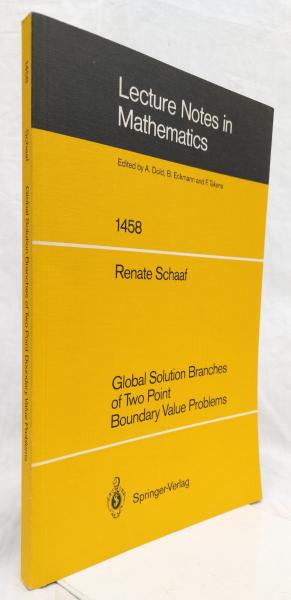 Lecture Notes in
Mathematics
Edited by A. Dold, B. Eckmann and F. Takens
1458
Renate Schaaf
Global Solution Branches
of Two Point
Boundary Value Problems
Springer-Verlag
1458
Schaaf
Global Solution Branches of Two Point Boundary Value Problems